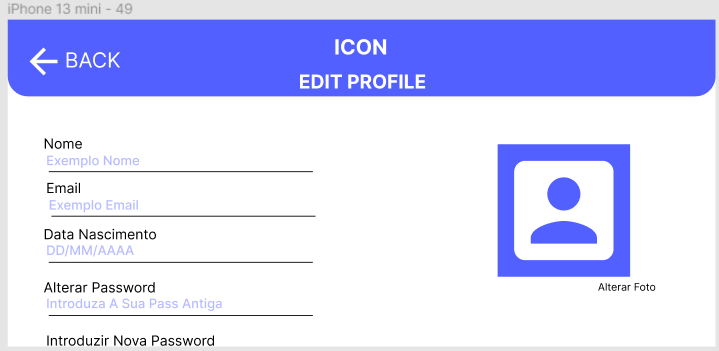 iPhone 13 mini - 49
BACK
ICON
EDIT PROFILE
Nome
Exemplo Nome
Email
Exemplo Email
Data Nascimento
DD/MM/AAAA
Alterar Foto
Alterar Password
Introduza A Sua Pass Antiga
Introduzir Nova Password